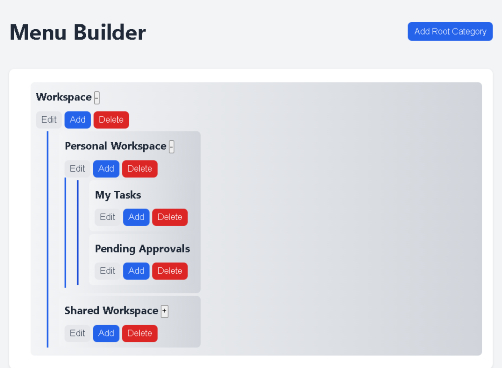 Menu Builder
Add Root Category
Workspace -
Edit Add Delete
Personal Workspace -
Edit Add Delete
My Tasks
Edit Add Delete
Pending Approvals
Edit Add Delete
Shared Workspace +
Edit Add Delete